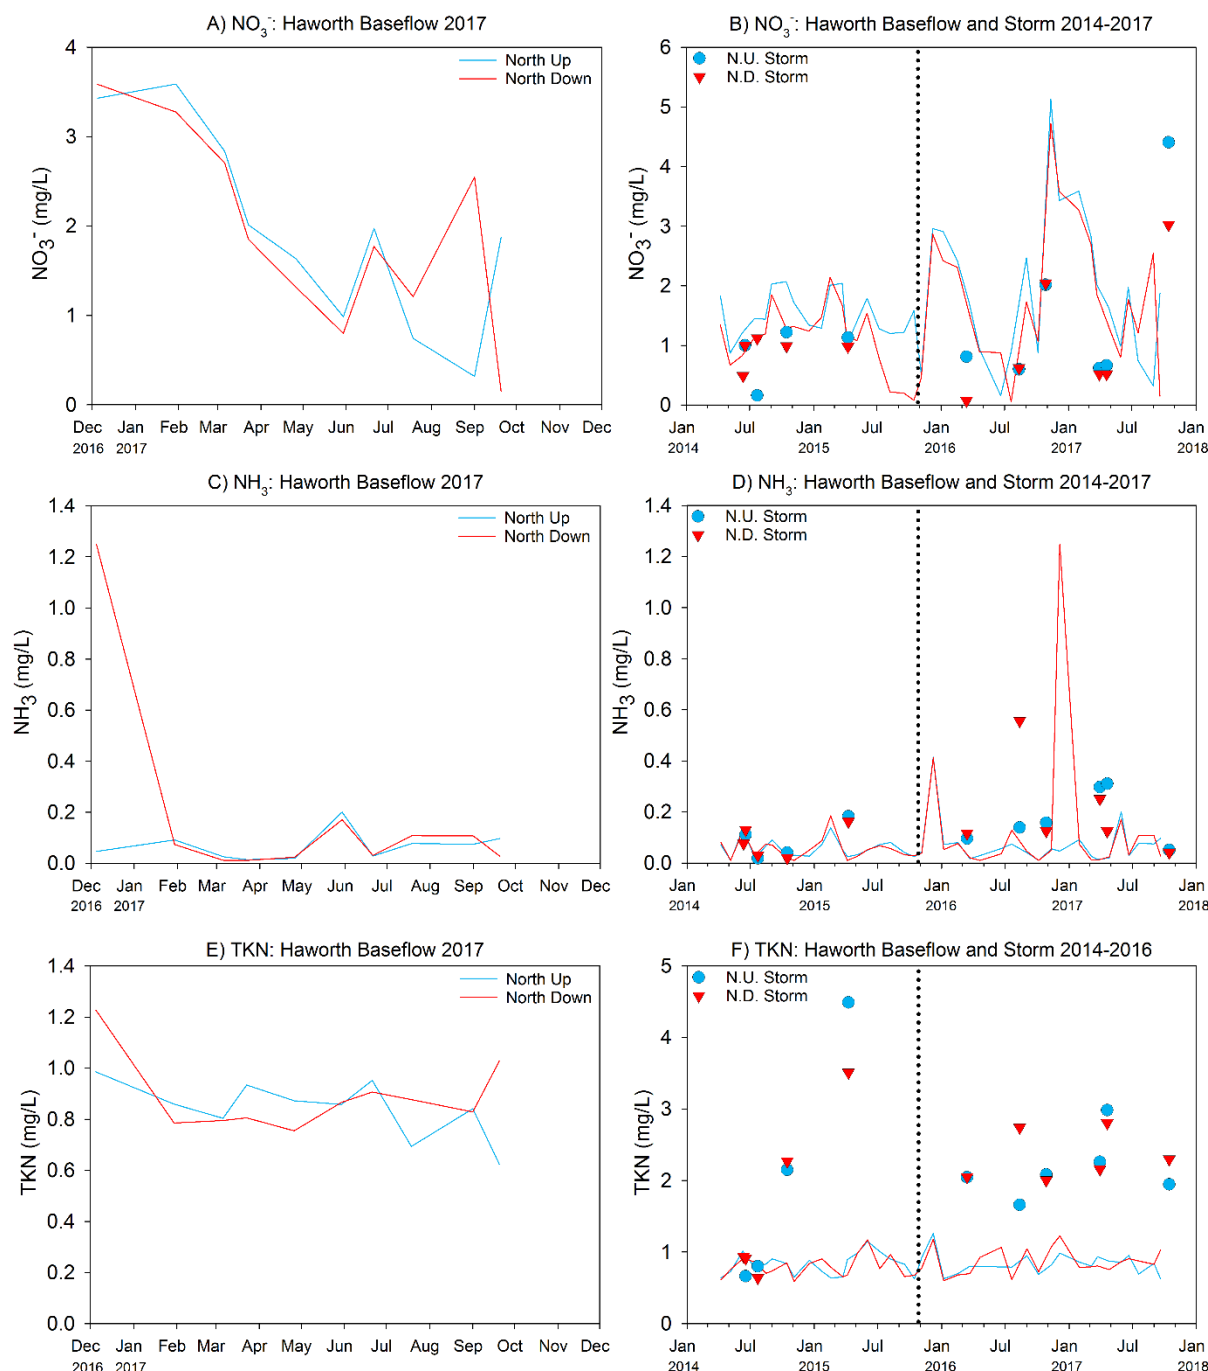 A) NO₃⁻: Haworth Baseflow 2017
North Up
North Down
4
3
2
1
0
NO₃⁻ (mg/L)
Dec Jan Feb Mar Apr May Jun Jul Aug Sep Oct Nov Dec
2016 2017
B) NO₃⁻: Haworth Baseflow and Storm 2014-2017
N.U. Storm
N.D. Storm
6
5
4
3
2
1
0
NO₃⁻ (mg/L)
Jan Jul Jan Jul Jan Jul Jan Jul Jan
2014 2015 2016 2017 2018
C) NH₃: Haworth Baseflow 2017
North Up
North Down
1.4
1.2
1.0
0.8
0.6
0.4
0.2
0.0
NH₃ (mg/L)
Dec Jan Feb Mar Apr May Jun Jul Aug Sep Oct Nov Dec
2016 2017
D) NH₃: Haworth Baseflow and Storm 2014-2017
N.U. Storm
N.D. Storm
1.4
1.2
1.0
0.8
0.6
0.4
0.2
0.0
NH₃ (mg/L)
Jan Jul Jan Jul Jan Jul Jan Jul Jan
2014 2015 2016 2017 2018
E) TKN: Haworth Baseflow 2017
North Up
North Down
1.4
1.2
1.0
0.8
0.6
0.4
0.2
0.0
TKN (mg/L)
Dec Jan Feb Mar Apr May Jun Jul Aug Sep Oct Nov Dec
2016 2017
F) TKN: Haworth Baseflow and Storm 2014-2016
N.U. Storm
N.D. Storm
5
4
3
2
1
0
TKN (mg/L)
Jan Jul Jan Jul Jan Jul Jan Jul Jan
2014 2015 2016 2017 2018